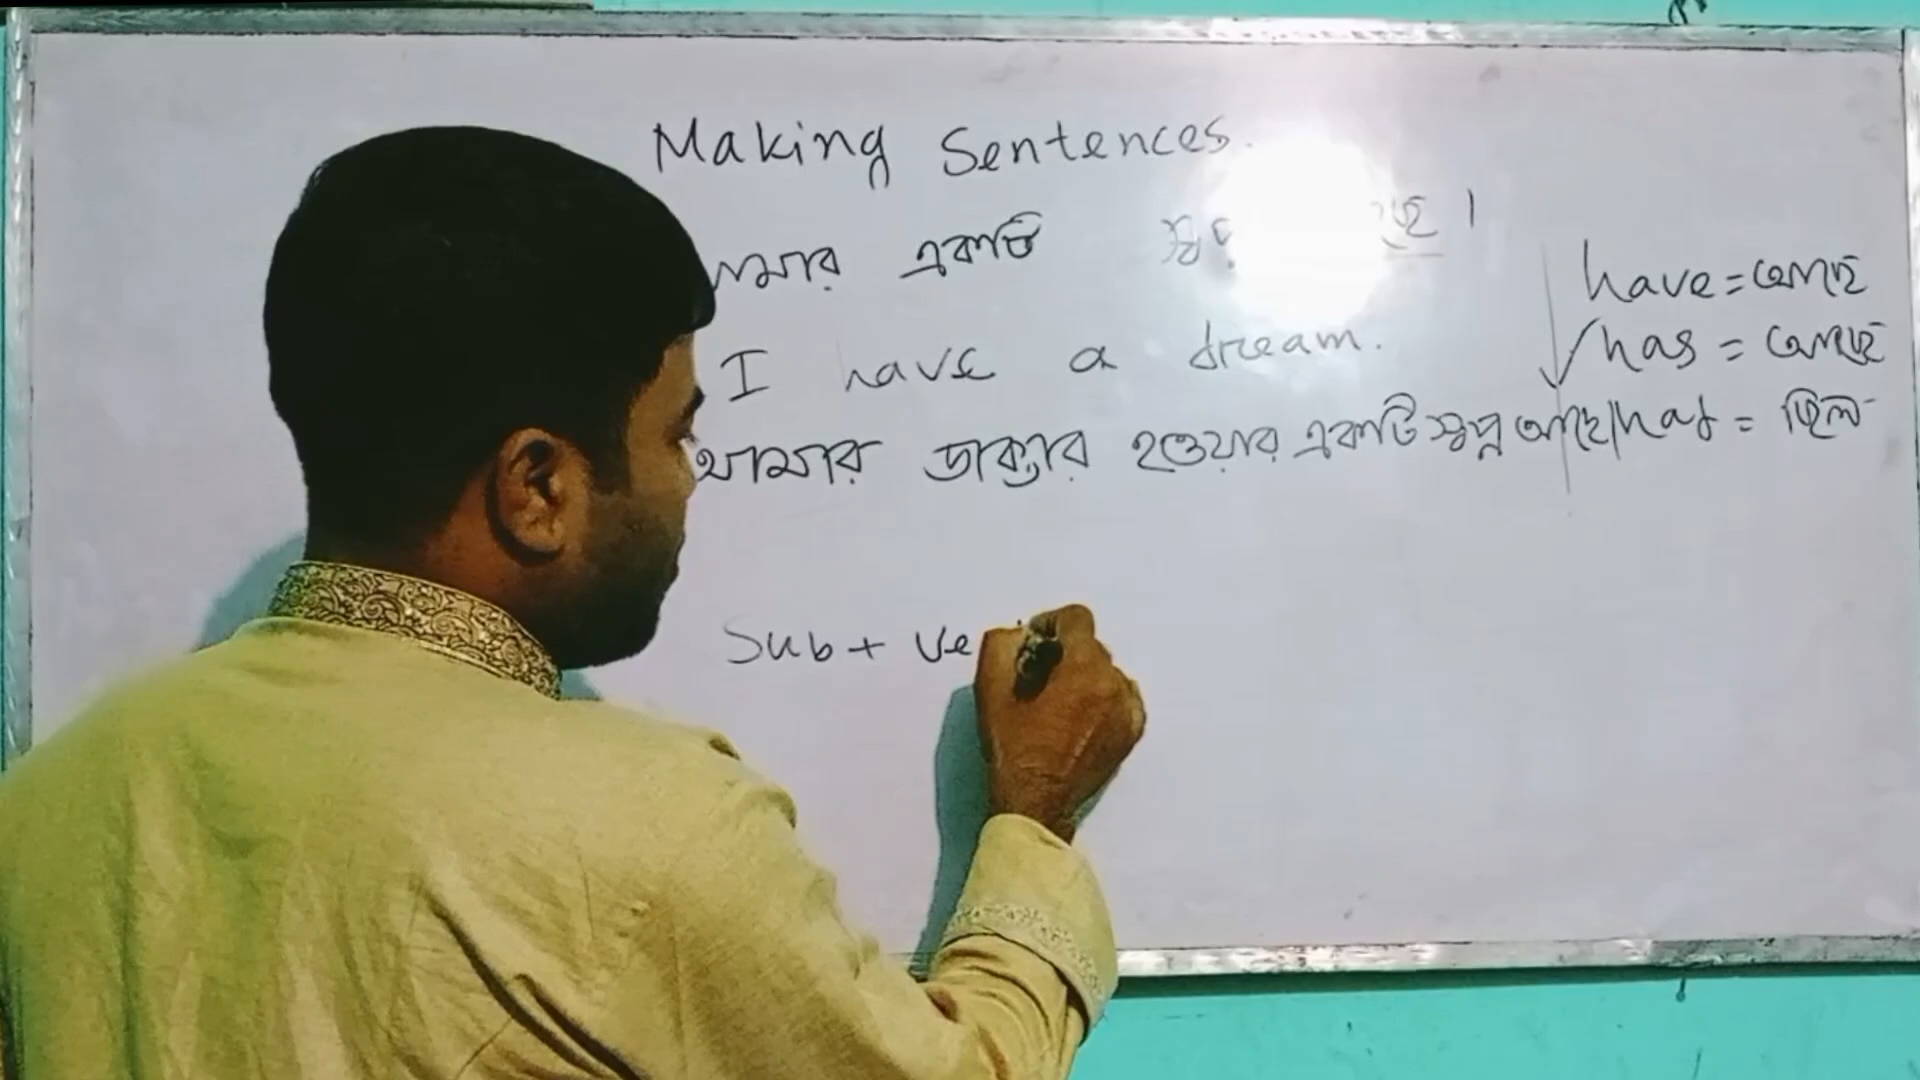 Making Sentences.
একটি
I have a dream.
আমার ডাক্তার হওয়ার একটি স্বপ্ন আছে।
Sub + Ve
have = আছে
has = আছে
had = ছিল